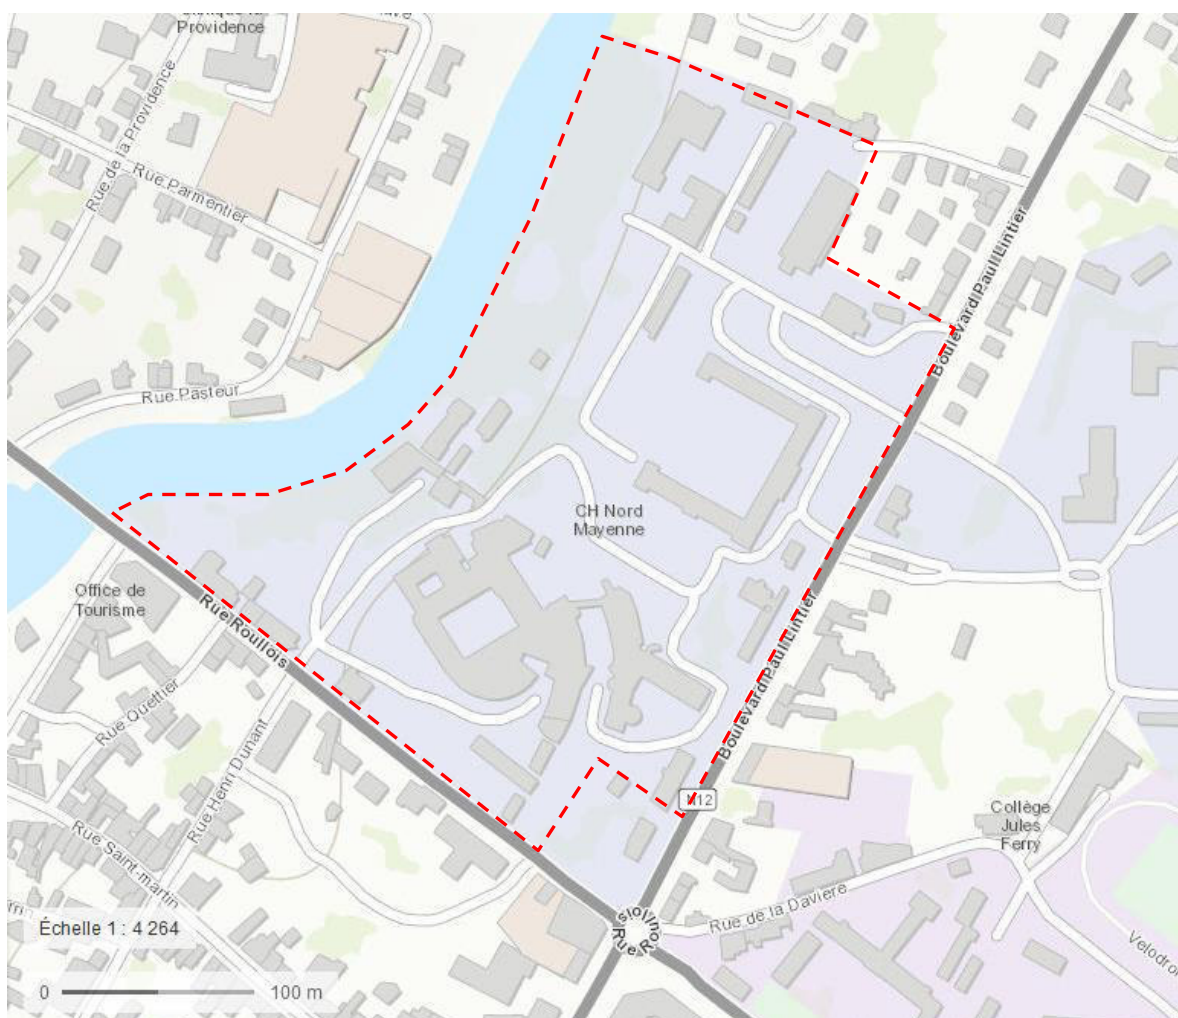 Providence
Rue de la Providence
Rue Parmentier
Rue Pasteur
Boulevard Paul Lintier
CH Nord
Mayenne
Office de
Tourisme
Rue Roullois
Rue Quettier
Rue Henri Dunant
Boulevard Paul Lintier
N12
Collège
Jules
Ferry
Rue Saint-martin
Rue de la Daviere
Échelle 1 : 4 264
0 100 m